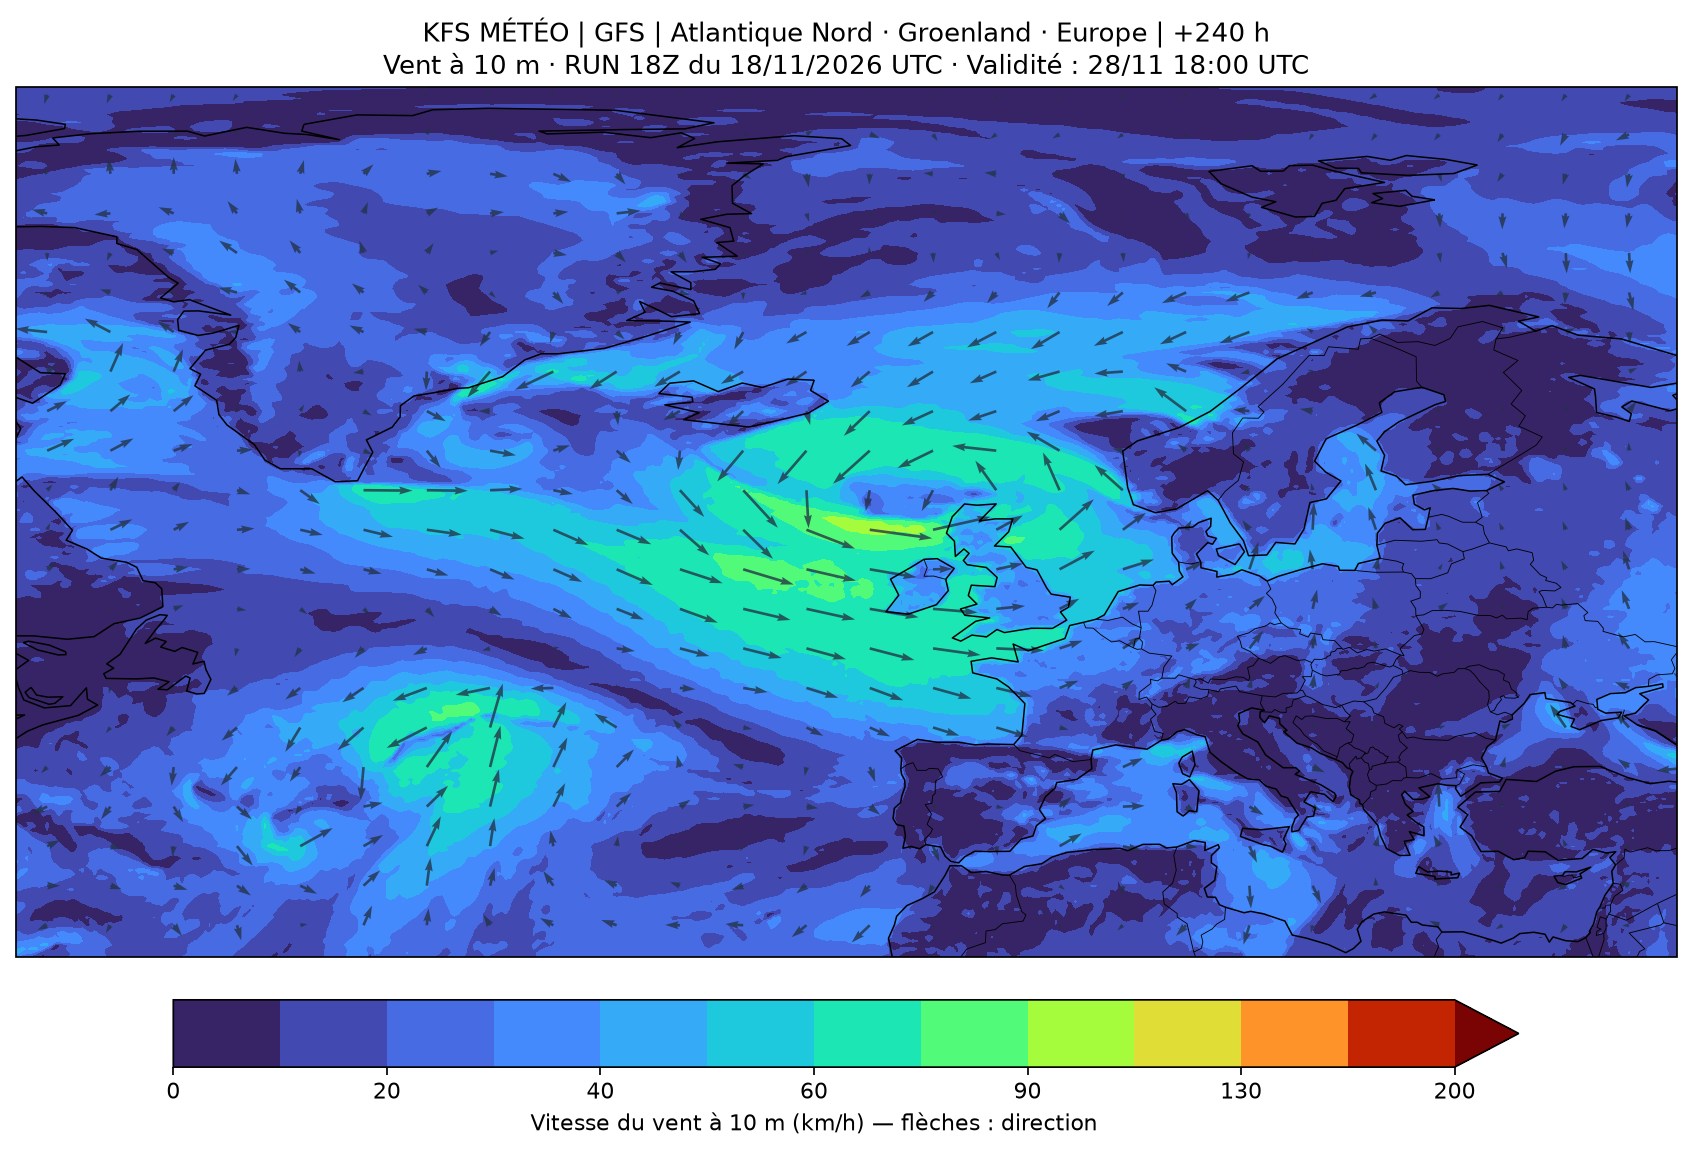 KFS MÉTÉO | GFS | Atlantique Nord · Groenland · Europe | +240 h
Vent à 10 m · RUN 18Z du 18/11/2026 UTC · Validité : 28/11 18:00 UTC
0 20 40 60 90 130 200
Vitesse du vent à 10 m (km/h) — flèches : direction